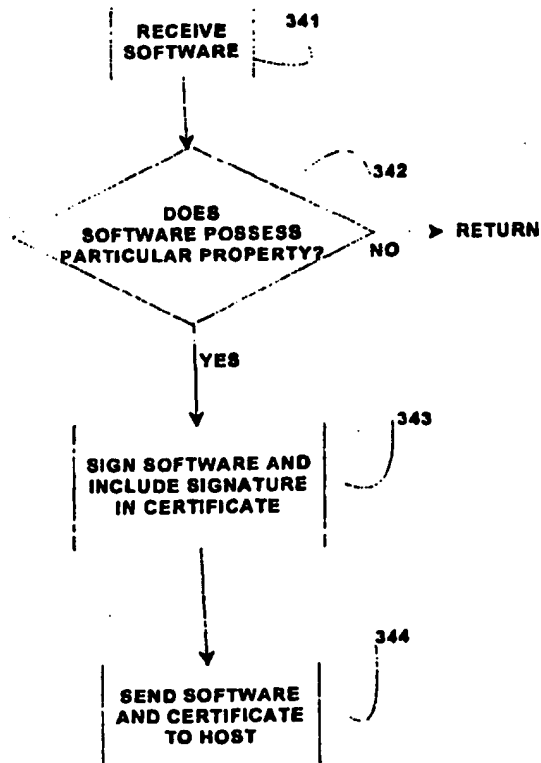 RECEIVE
SOFTWARE
341
342
DOES
SOFTWARE POSSESS
PARTICULAR PROPERTY?
NO
RETURN
YES
343
SIGN SOFTWARE AND
INCLUDE SIGNATURE
IN CERTIFICATE
344
SEND SOFTWARE
AND CERTIFICATE
TO HOST